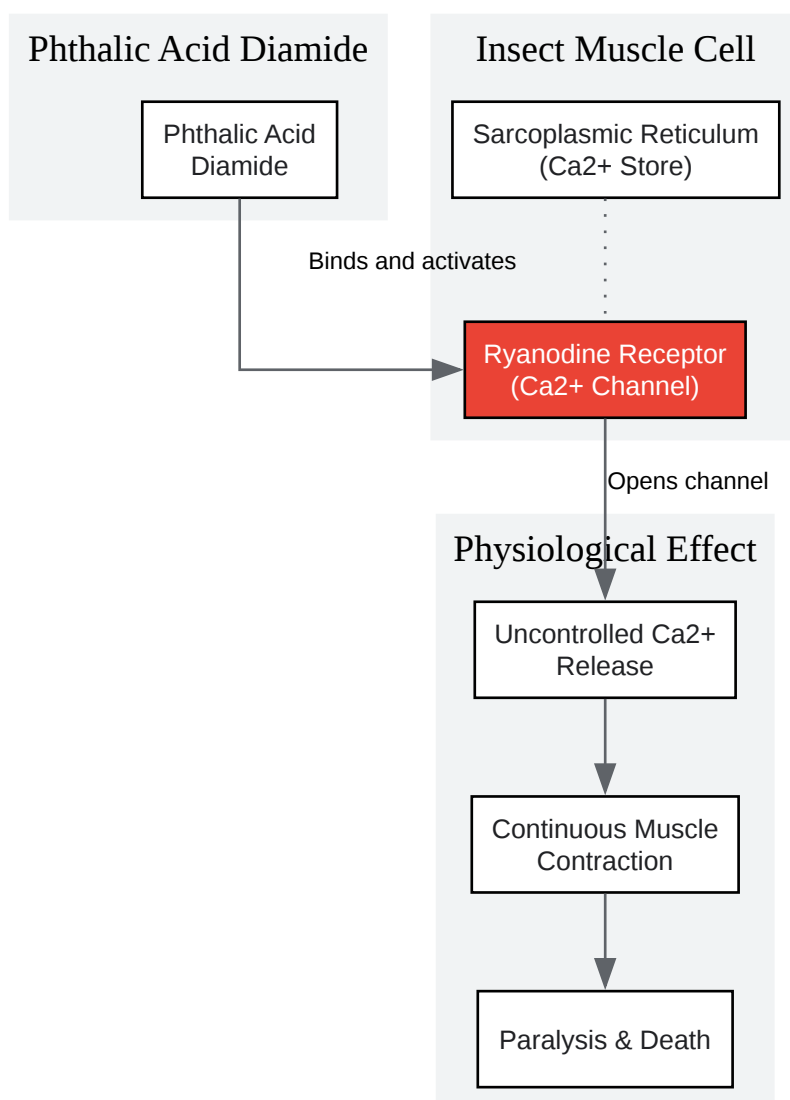 Phthalic Acid Diamide
Insect Muscle Cell
Phthalic Acid
Diamide
Sarcoplasmic Reticulum
(Ca2+ Store)
Binds and activates
Ryanodine Receptor
(Ca2+ Channel)
Opens channel
Physiological Effect
Uncontrolled Ca2+
Release
Continuous Muscle
Contraction
Paralysis & Death